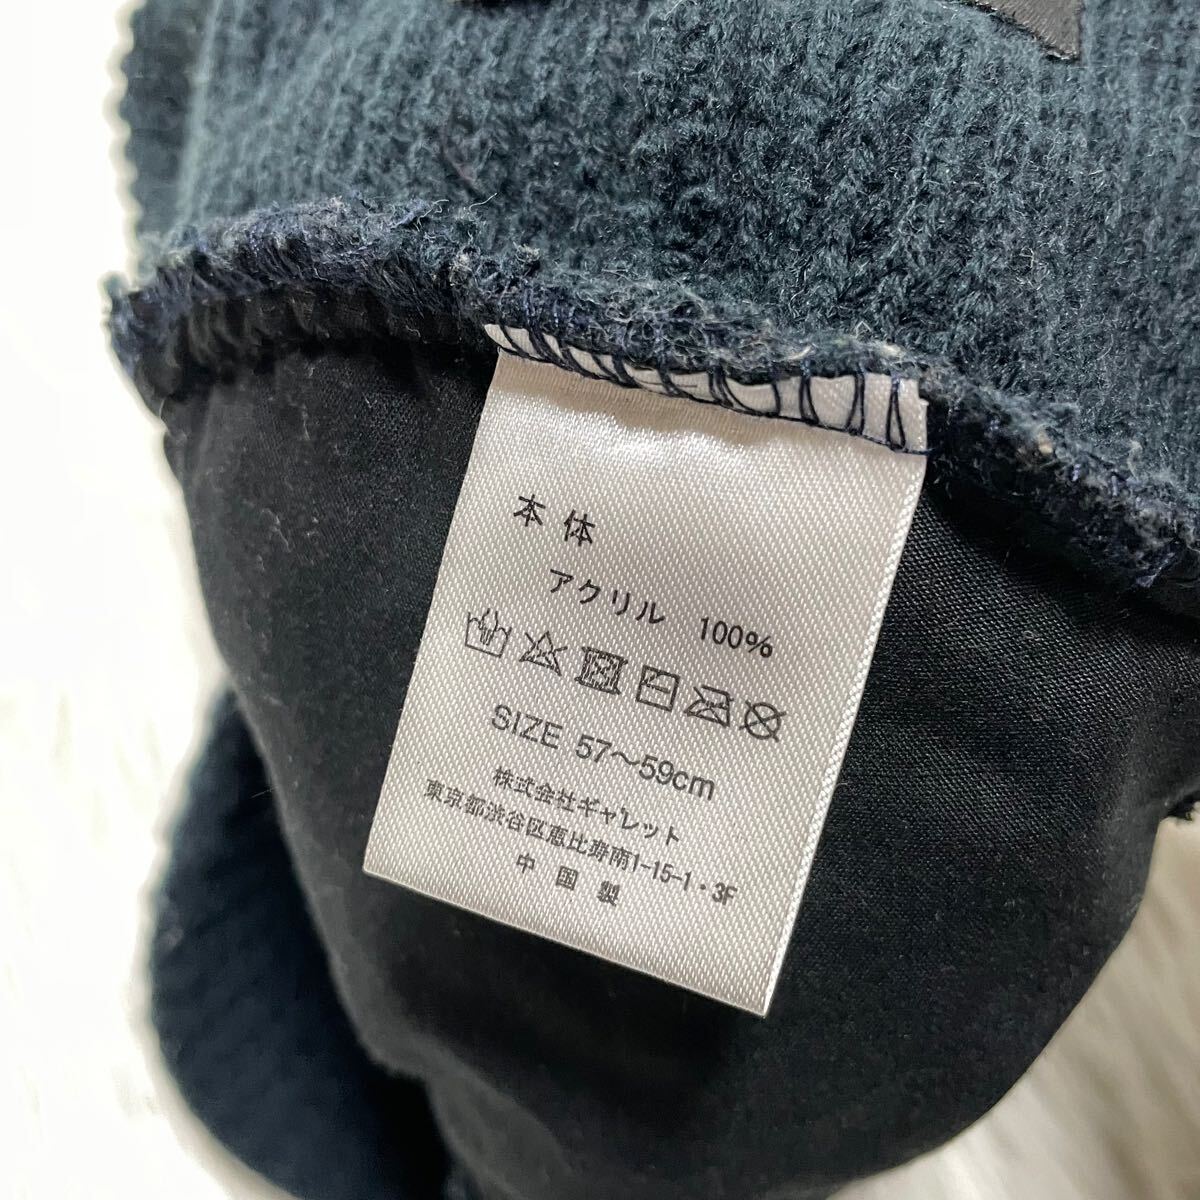 本体
アクリル 100%
SIZE 57～59cm
株式会社ギャレット
東京都渋谷区恵比寿南1-15-1・3F
中国製